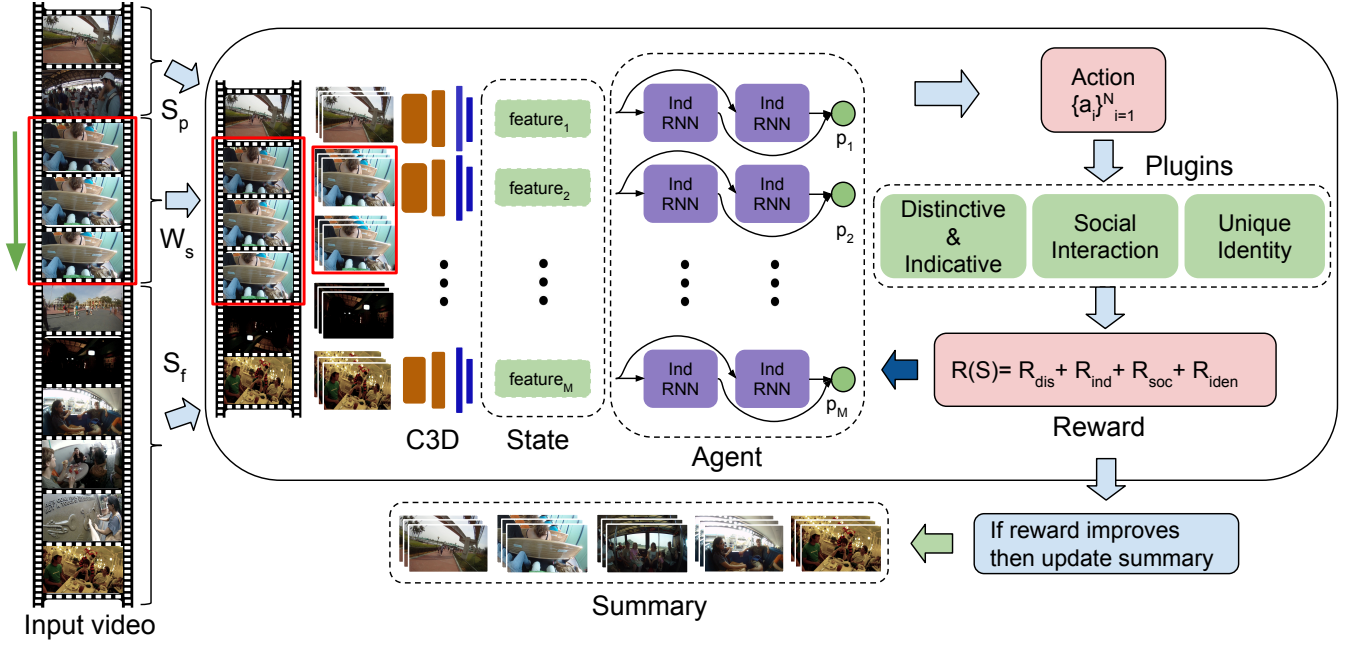 S_p
W_s
S_f
Input video
C3D
feature_1
feature_2
feature_M
State
Ind
RNN
Ind
RNN
p_1
Ind
RNN
Ind
RNN
p_2
Ind
RNN
Ind
RNN
p_M
Agent
Action
{a_i}^N_{i=1}
Plugins
Distinctive
&
Indicative
Social
Interaction
Unique
Identity
R(S)= R_dis + R_ind + R_soc + R_iden
Reward
If reward improves
then update summary
Summary